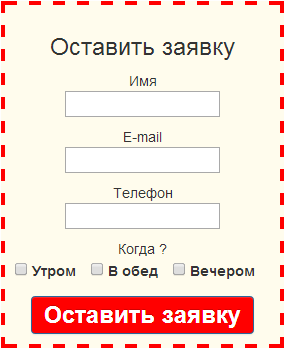 Оставить заявку
Имя
E-mail
Телефон
Когда ?
Утром В обед Вечером
Оставить заявку